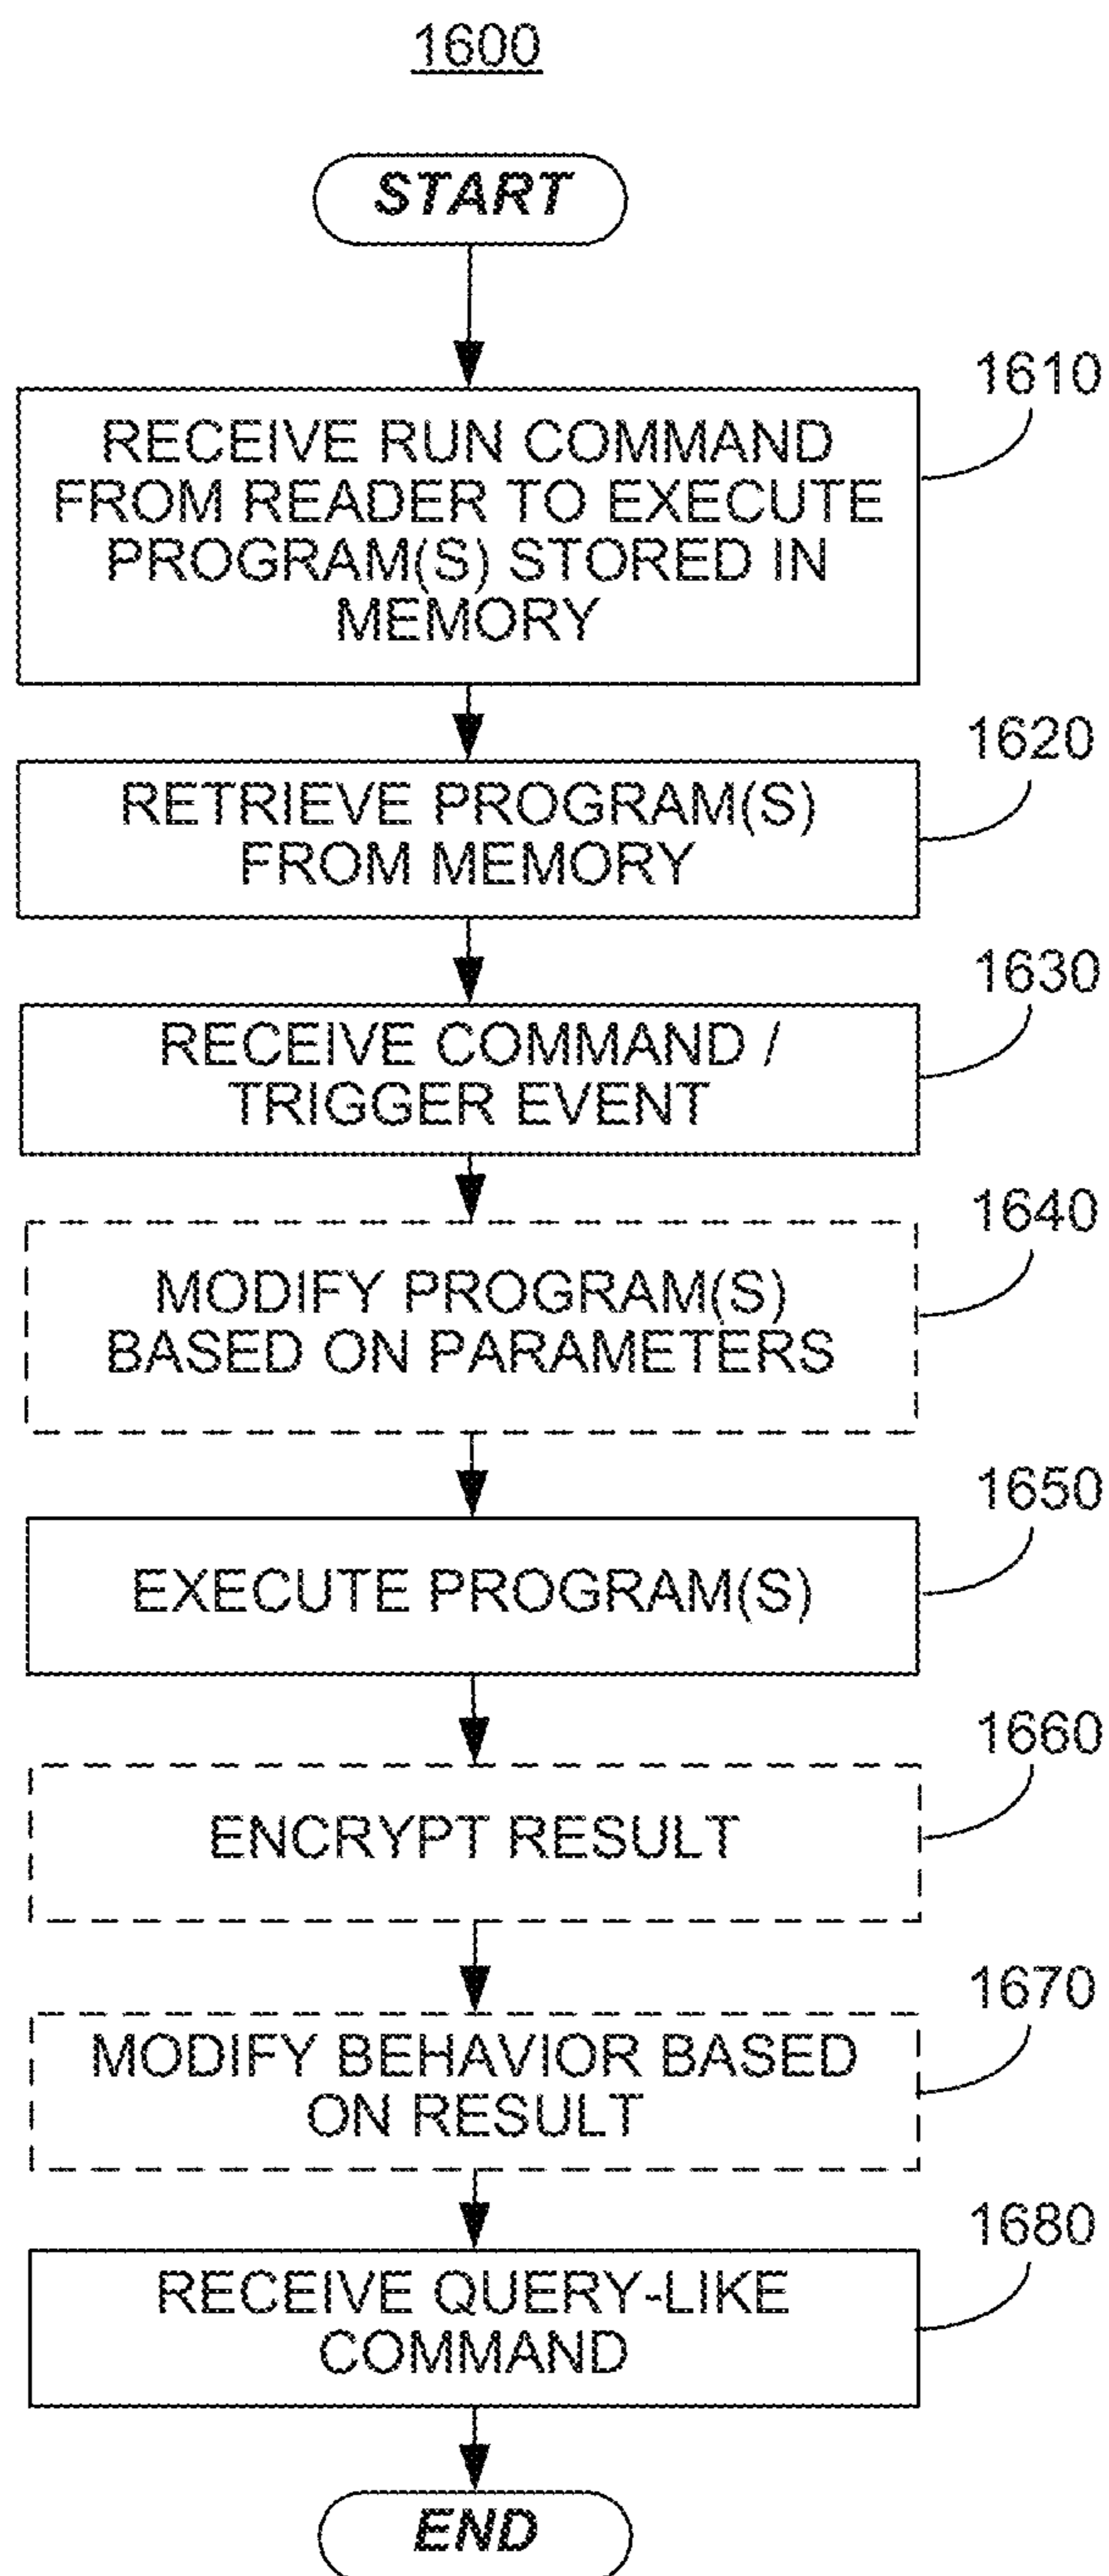 1600
START
1610
RECEIVE RUN COMMAND
FROM READER TO EXECUTE
PROGRAM(S) STORED IN
MEMORY
1620
RETRIEVE PROGRAM(S)
FROM MEMORY
1630
RECEIVE COMMAND /
TRIGGER EVENT
1640
MODIFY PROGRAM(S)
BASED ON PARAMETERS
1650
EXECUTE PROGRAM(S)
1660
ENCRYPT RESULT
1670
MODIFY BEHAVIOR BASED
ON RESULT
1680
RECEIVE QUERY-LIKE
COMMAND
END